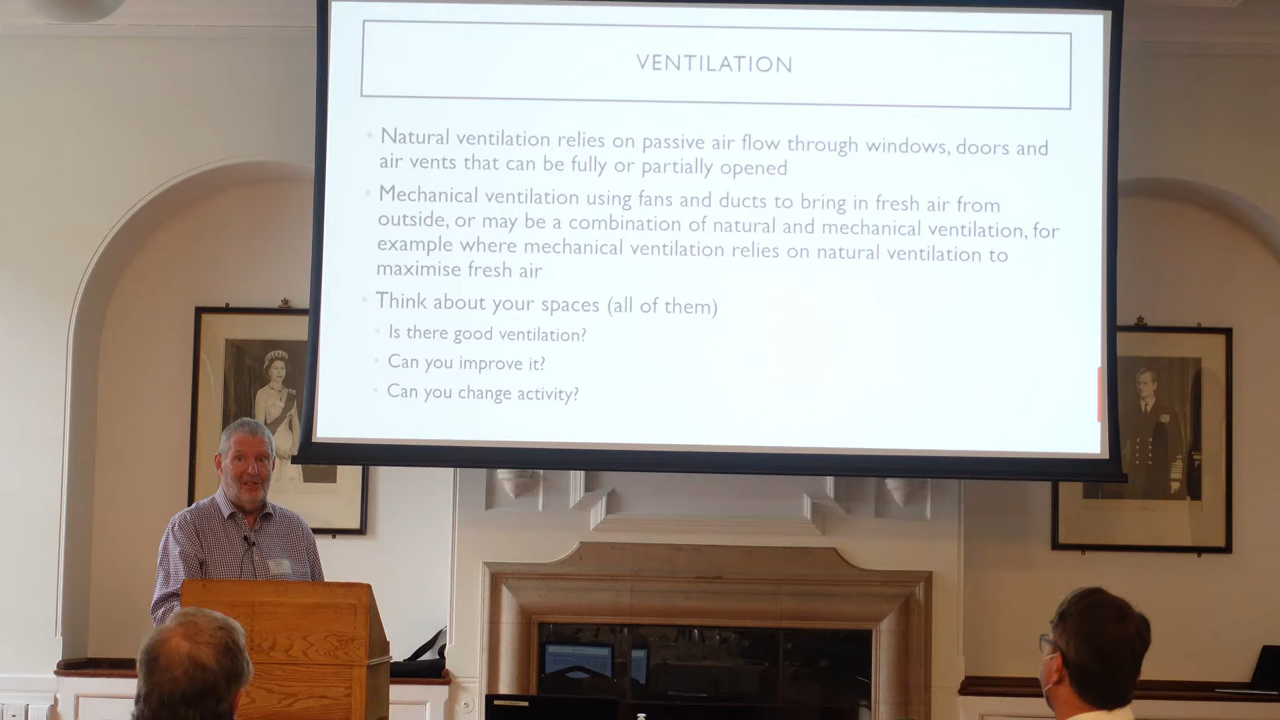 VENTILATION
Natural ventilation relies on passive air flow through windows, doors and
air vents that can be fully or partially opened
Mechanical ventilation using fans and ducts to bring in fresh air from
outside, or may be a combination of natural and mechanical ventilation, for
example where mechanical ventilation relies on natural ventilation to
maximise fresh air
Think about your spaces (all of them)
Is there good ventilation?
Can you improve it?
Can you change activity?